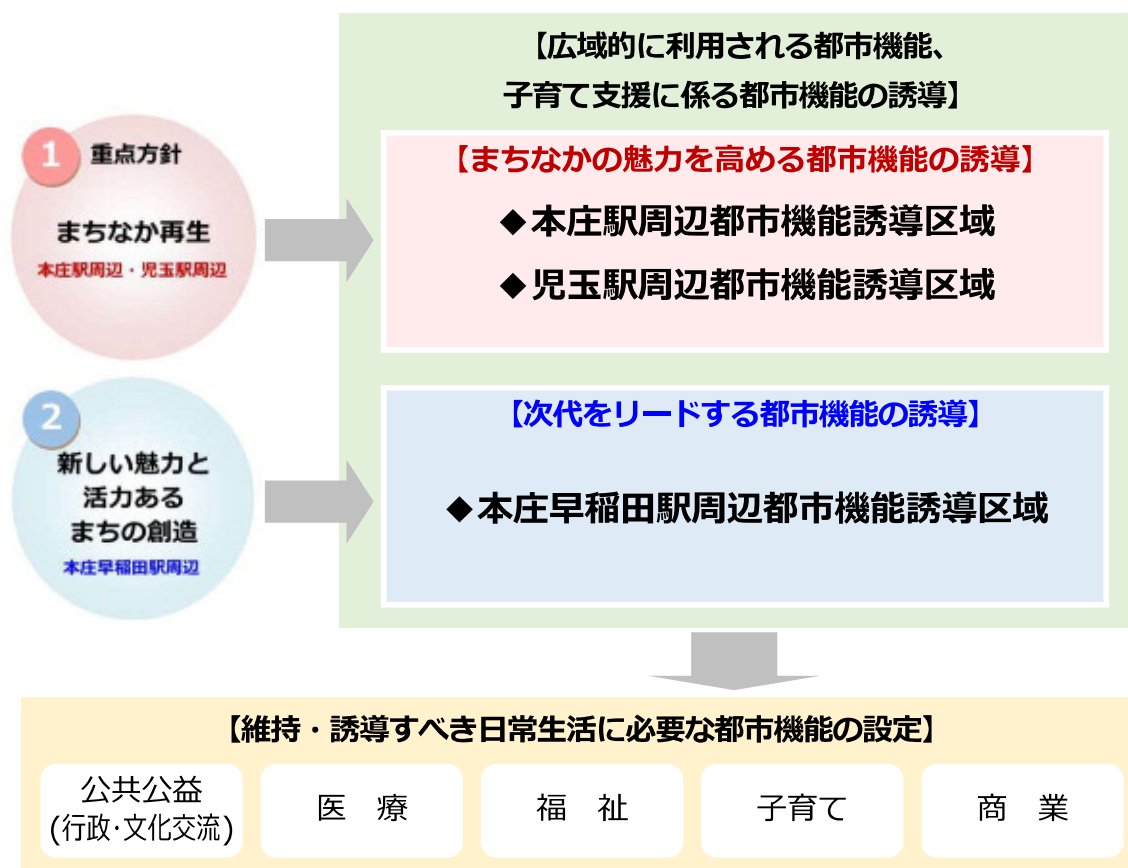 【広域的に利用される都市機能、
子育て支援に係る都市機能の誘導】
1
重点方針
まちなか再生
本庄駅周辺・児玉駅周辺
【まちなかの魅力を高める都市機能の誘導】
◆本庄駅周辺都市機能誘導区域
◆児玉駅周辺都市機能誘導区域
2
新しい魅力と
活力ある
まちの創造
本庄早稲田駅周辺
【次代をリードする都市機能の誘導】
◆本庄早稲田駅周辺都市機能誘導区域
【維持・誘導すべき日常生活に必要な都市機能の設定】
公共公益
(行政・文化交流)
医　療
福　祉
子育て
商　業